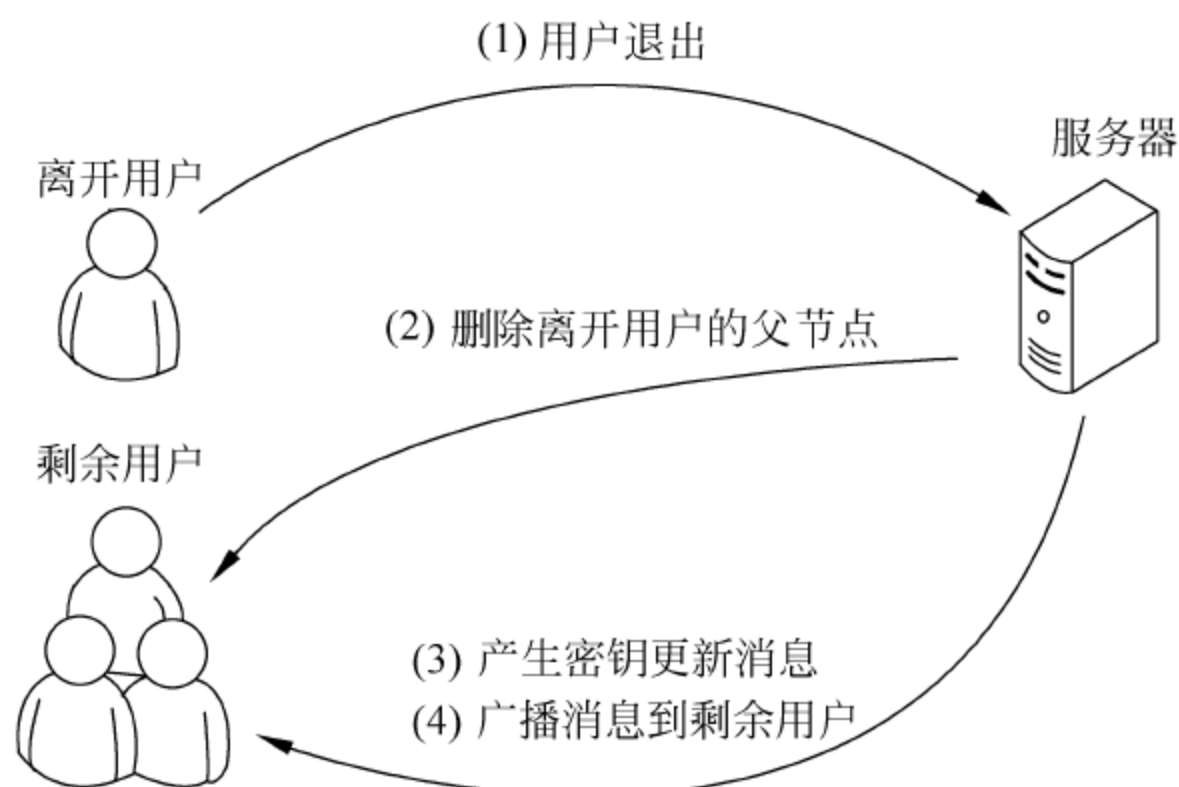 (1) 用户退出
服务器
离开用户
(2) 删除离开用户的父节点
剩余用户
(3) 产生密钥更新消息
(4) 广播消息到剩余用户